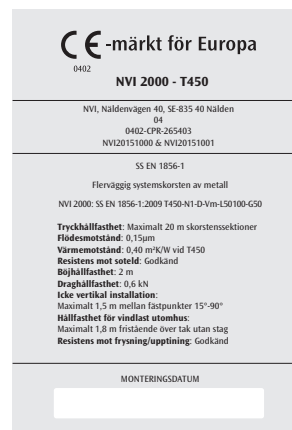 CE-märkt för Europa
0402
NVI 2000 - T450
NVI, Näldenvägen 40, SE-835 40 Nälden
04
0402-CPR-265403
NVI20151000 & NVI20151001
SS EN 1856-1
Flerväggig systemskorsten av metall
NVI 2000: SS EN 1856-1:2009 T450-N1-D-Vm-L50100-G50
Tryckhållfasthet: Maximalt 20 m skorstenssektioner
Flödesmotstånd: 0,15µm
Värmemotstånd: 0,40 m²K/W vid T450
Resistens mot soteld: Godkänd
Böjhållfasthet: 2 m
Draghållfasthet: 0,6 kN
Icke vertikal installation:
Maximalt 1,5 m mellan fästpunkter 15°-90°
Hållfasthet för vindlast utomhus:
Maximalt 1,8 m fristående över tak utan stag
Resistens mot frysning/upptining: Godkänd
MONTERINGSDATUM